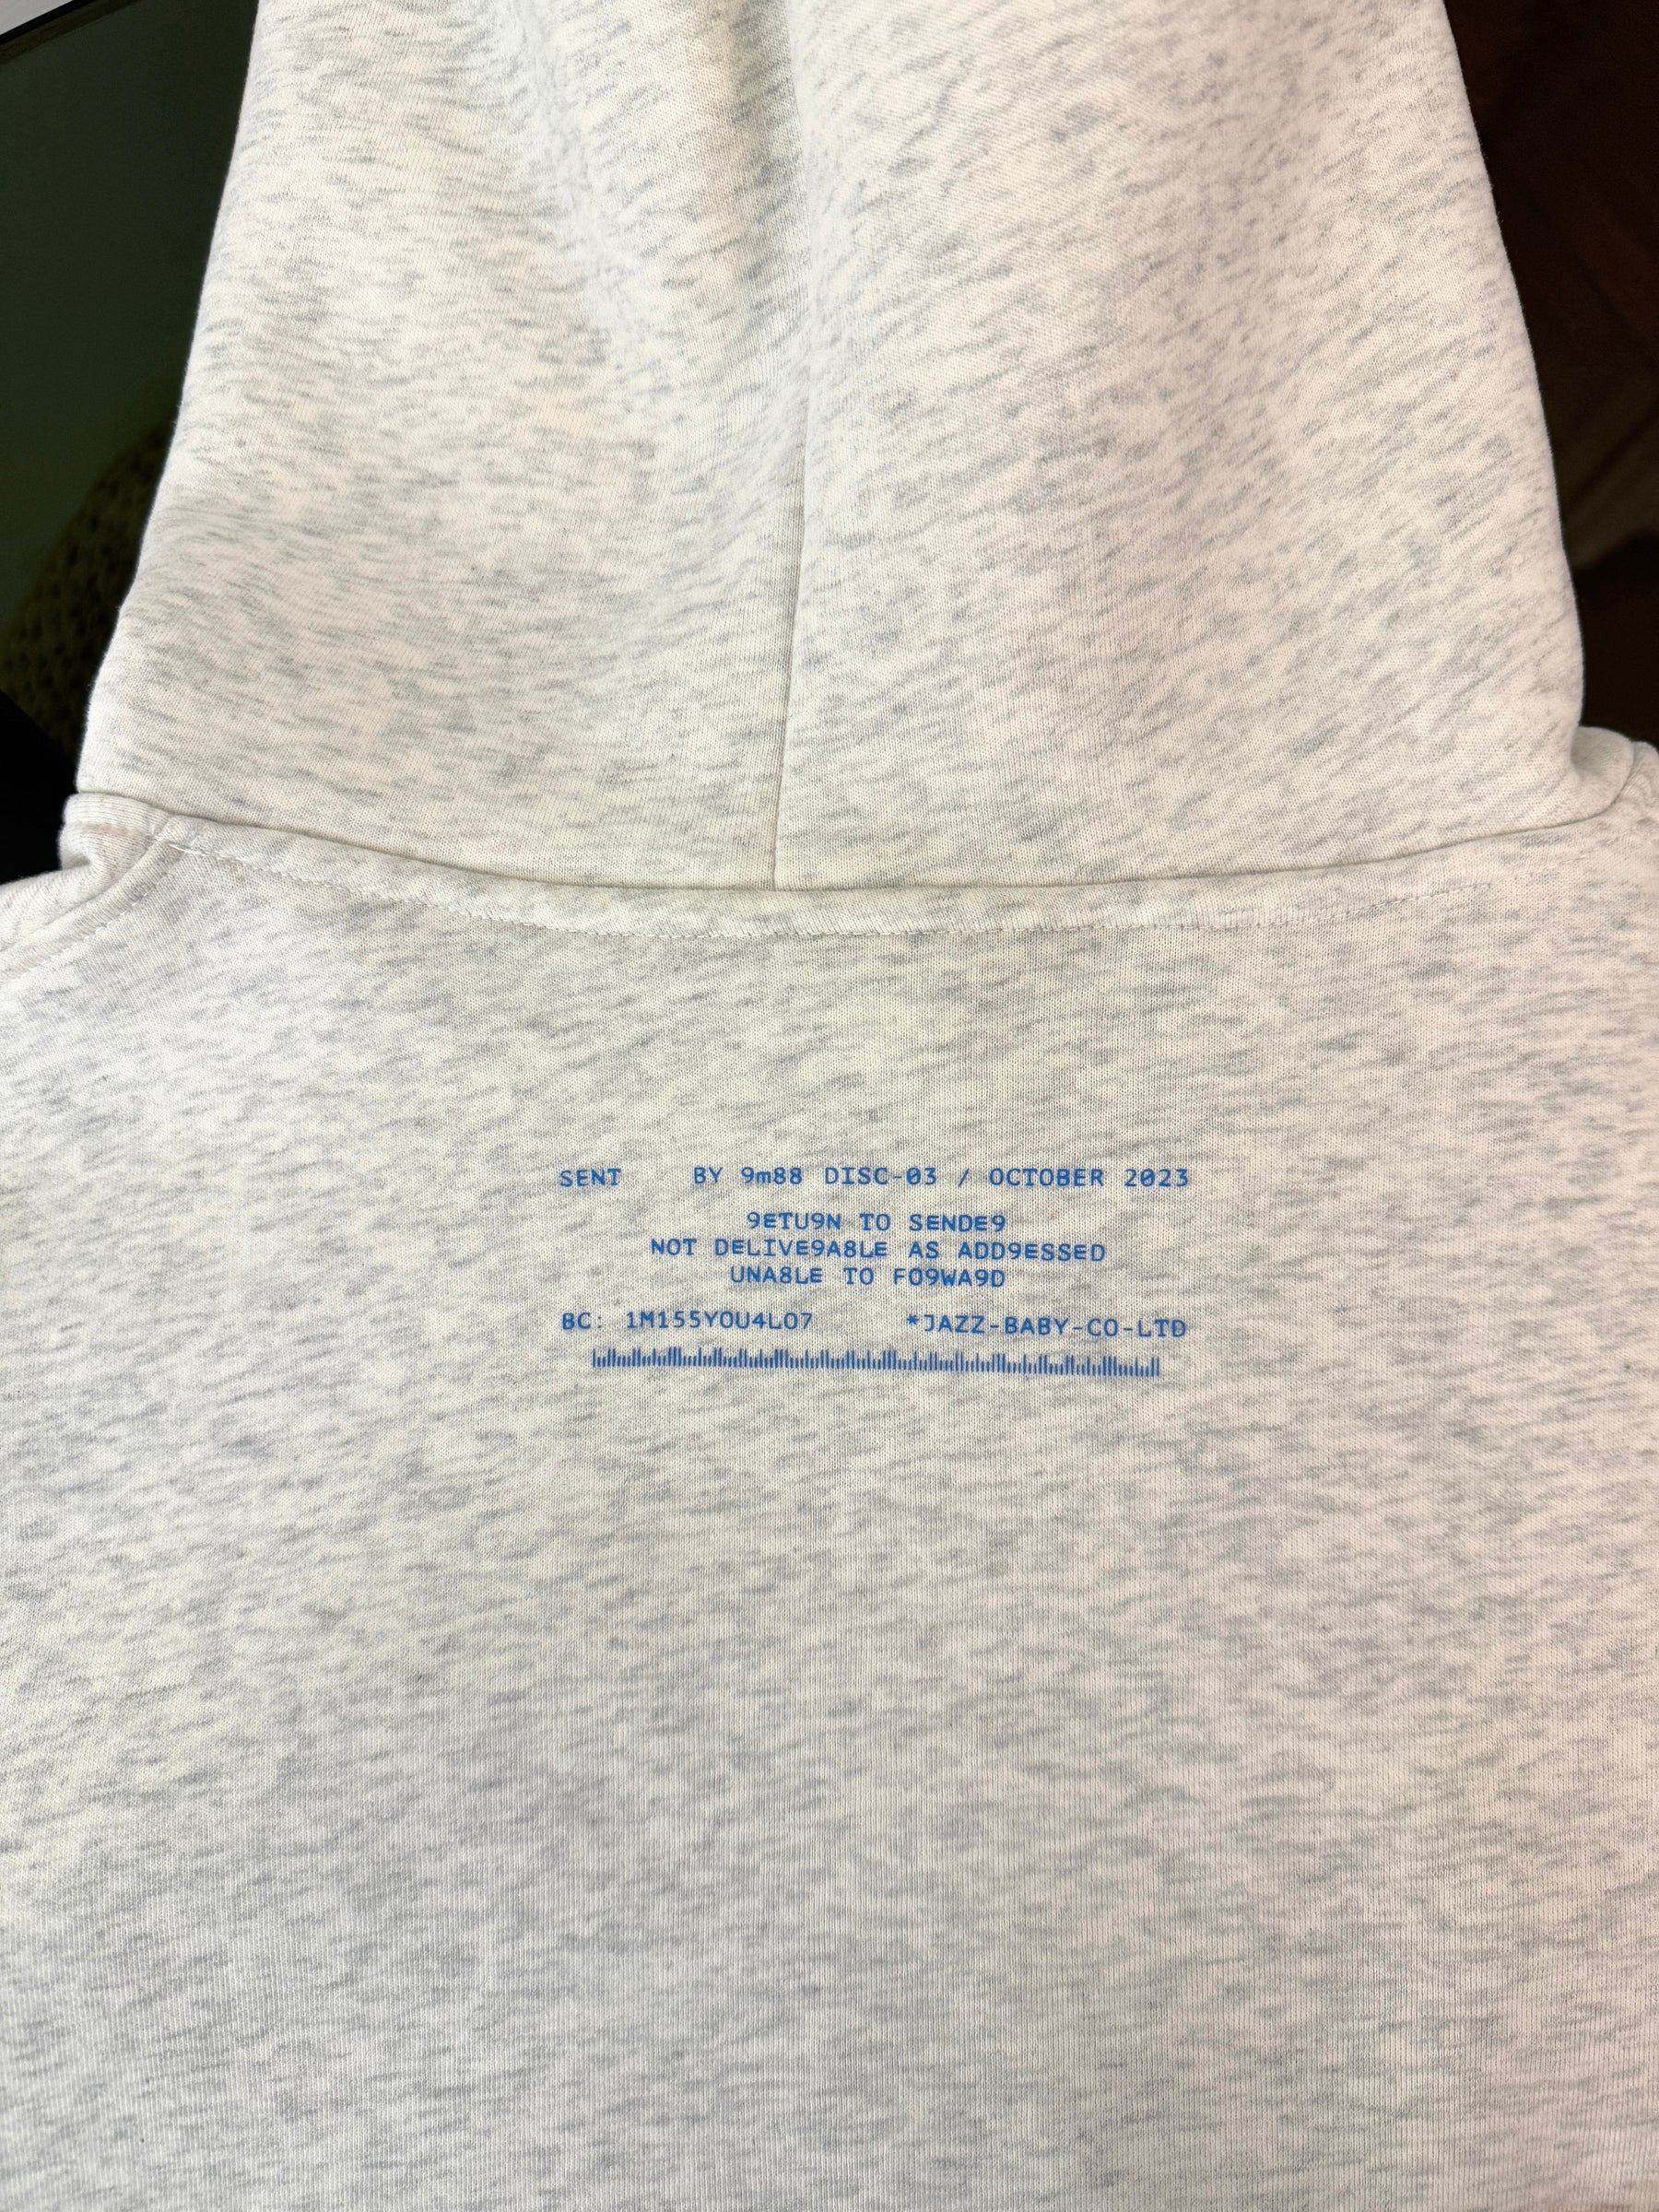 SENT BY 9m88 DISC-03 / OCTOBER 2023
9ETU9N TO SENDE9
NOT DELIVE9A8LE AS ADD9ESSED
UNA8LE TO FO9WA9D
BC: 1M155YOU4LO7 *JAZZ-BABY-CO-LTD